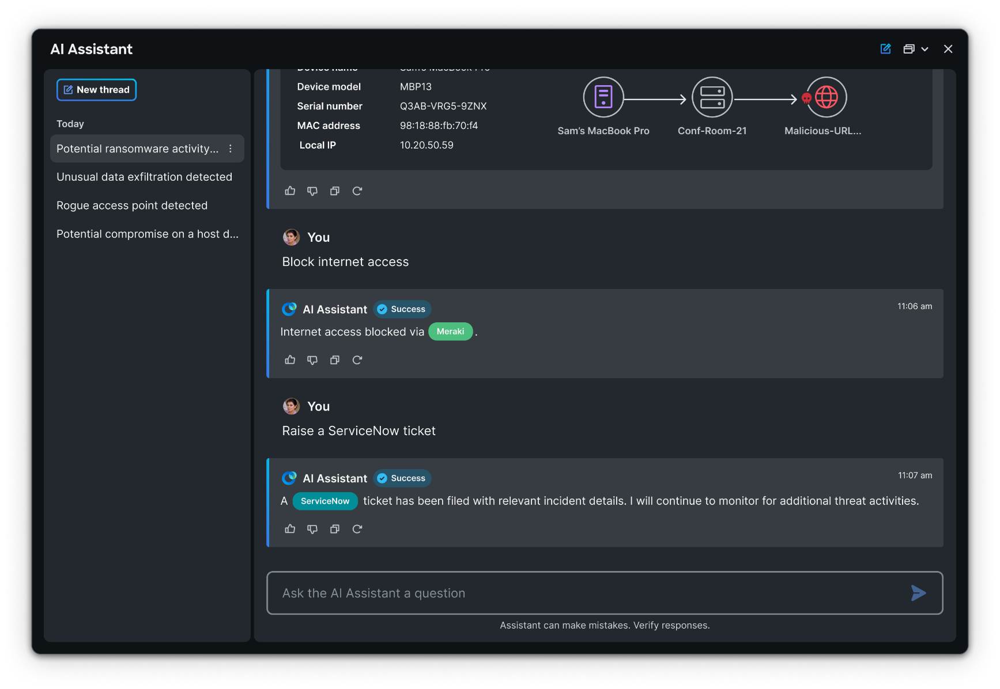 AI Assistant
New thread
Today
Potential ransomware activity...
Unusual data exfiltration detected
Rogue access point detected
Potential compromise on a host d...
Device name Sam's MacBook Pro
Device model MBP13
Serial number Q3AB-VRG5-9ZNX
MAC address 98:18:88:fb:70:f4
Local IP 10.20.50.59
Sam's MacBook Pro Conf-Room-21 Malicious-URL...
You
Block internet access
AI Assistant Success 11:06 am
Internet access blocked via Meraki .
You
Raise a ServiceNow ticket
AI Assistant Success 11:07 am
A ServiceNow ticket has been filed with relevant incident details. I will continue to monitor for additional threat activities.
Ask the AI Assistant a question
Assistant can make mistakes. Verify responses.